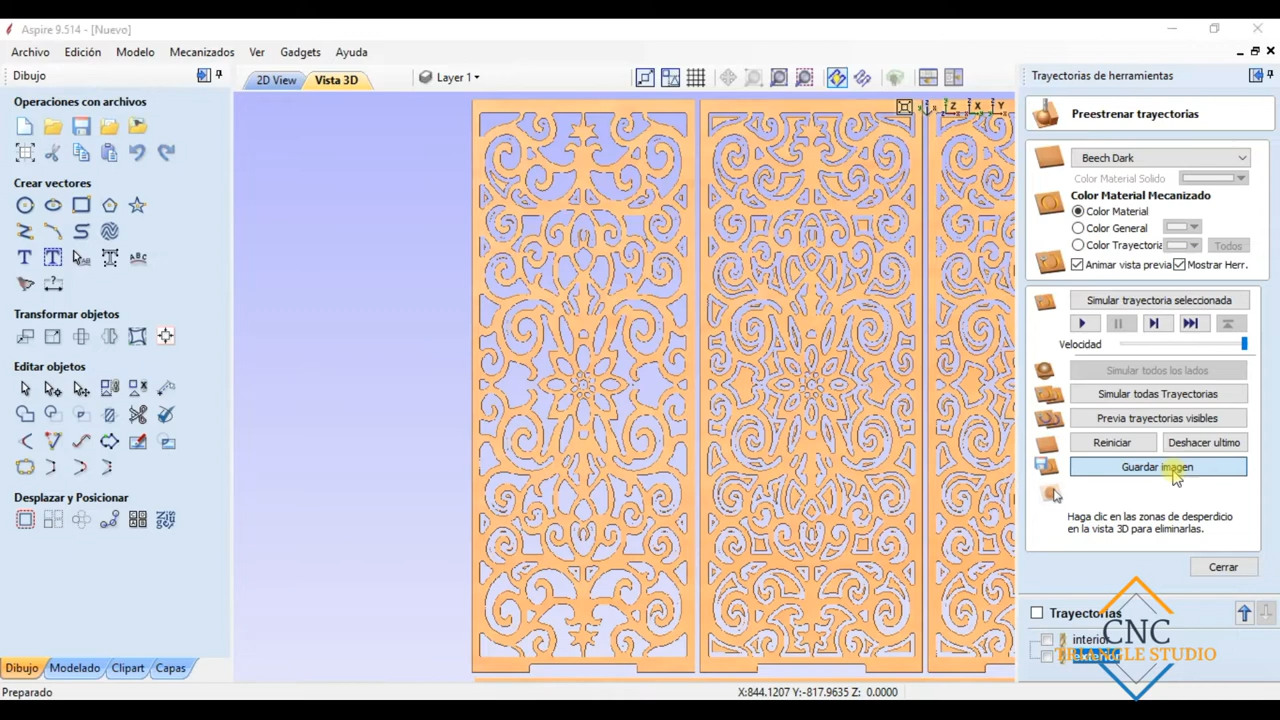 Aspire 9.514 - [Nuevo]
Archivo Edición Modelo Mecanizados Ver Gadgets Ayuda
Dibujo
2D View Vista 3D Layer 1
Operaciones con archivos
Crear vectores
Transformar objetos
Editar objetos
Desplazar y Posicionar
Dibujo Modelado Clipart Capas
Z X Y
Trayectorias de herramientas
Preestrenar trayectorias
Beech Dark
Color Material Solido
Color Material Mecanizado
Color Material
Color General
Color Trayectoria Todos
Animar vista previa Mostrar Herr.
Simular trayectoria seleccionada
Velocidad
Simular todos los lados
Simular todas Trayectorias
Previa trayectorias visibles
Reiniciar Deshacer ultimo
Guardar imagen
Haga clic en las zonas de desperdicio
en la vista 3D para eliminarlas.
Cerrar
Trayectorias
interior
exterior
CNC
TRIANGLE STUDIO
Preparado
X:844.1207 Y:-817.9635 Z: 0.0000